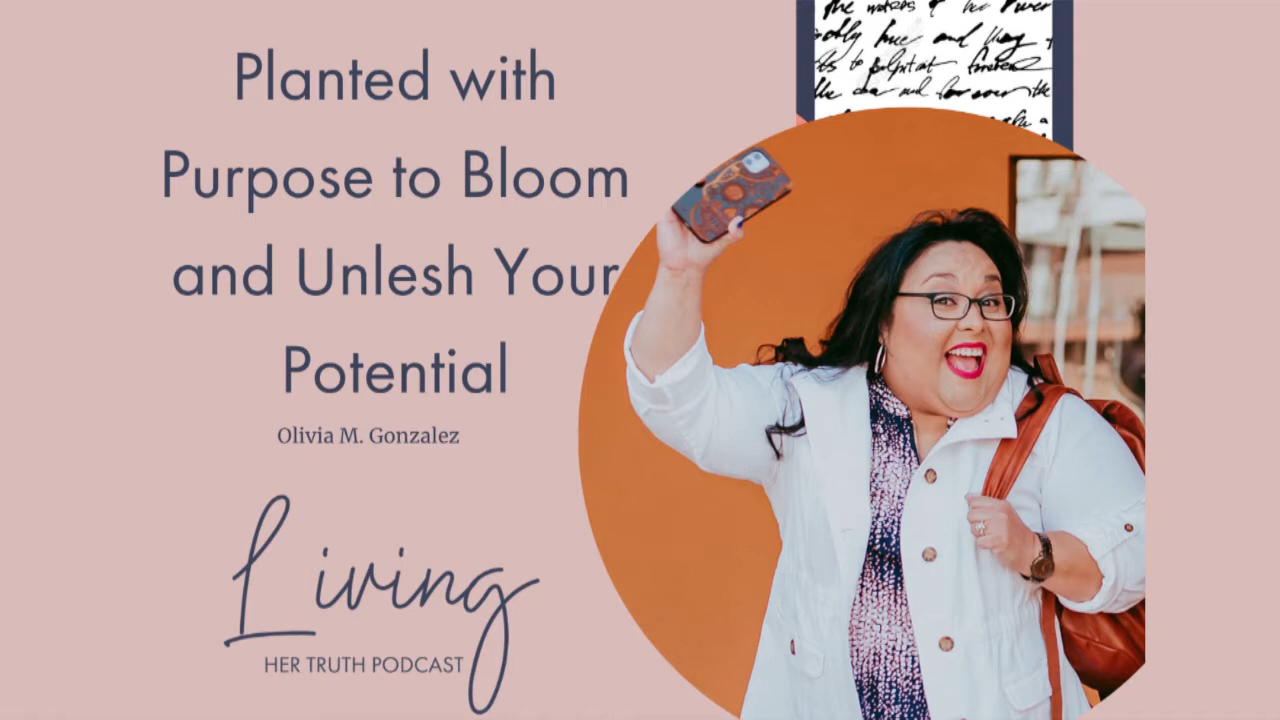 Planted with
Purpose to Bloom
and Unlesh Your
Potential
Olivia M. Gonzalez
Living
HER TRUTH PODCAST